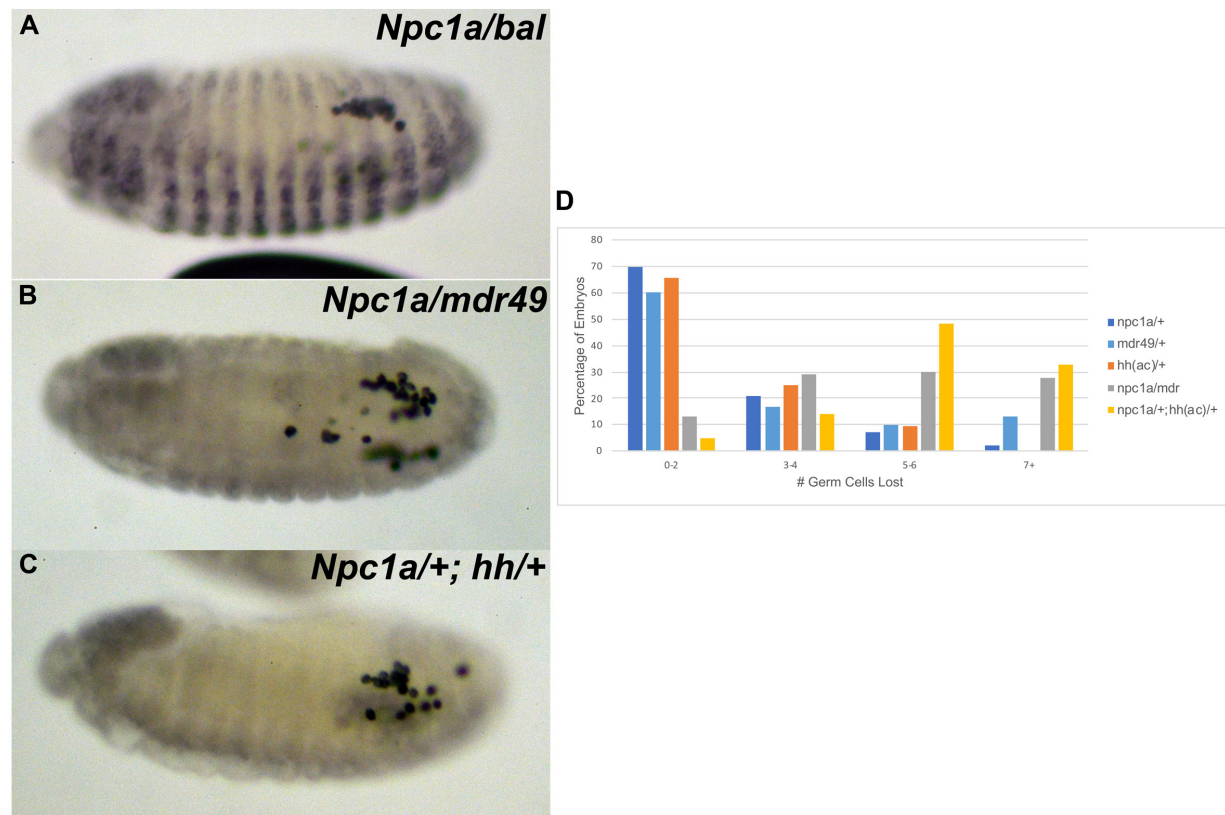 A
Npc1a/bal
B
Npc1a/mdr49
C
Npc1a/+; hh/+
D
80
70
60
50
40
30
20
10
0
Percentage of Embryos
0-2
3-4
5-6
7+
# Germ Cells Lost
npc1a/+
mdr49/+
hh(ac)/+
npc1a/mdr
npc1a/+;hh(ac)/+